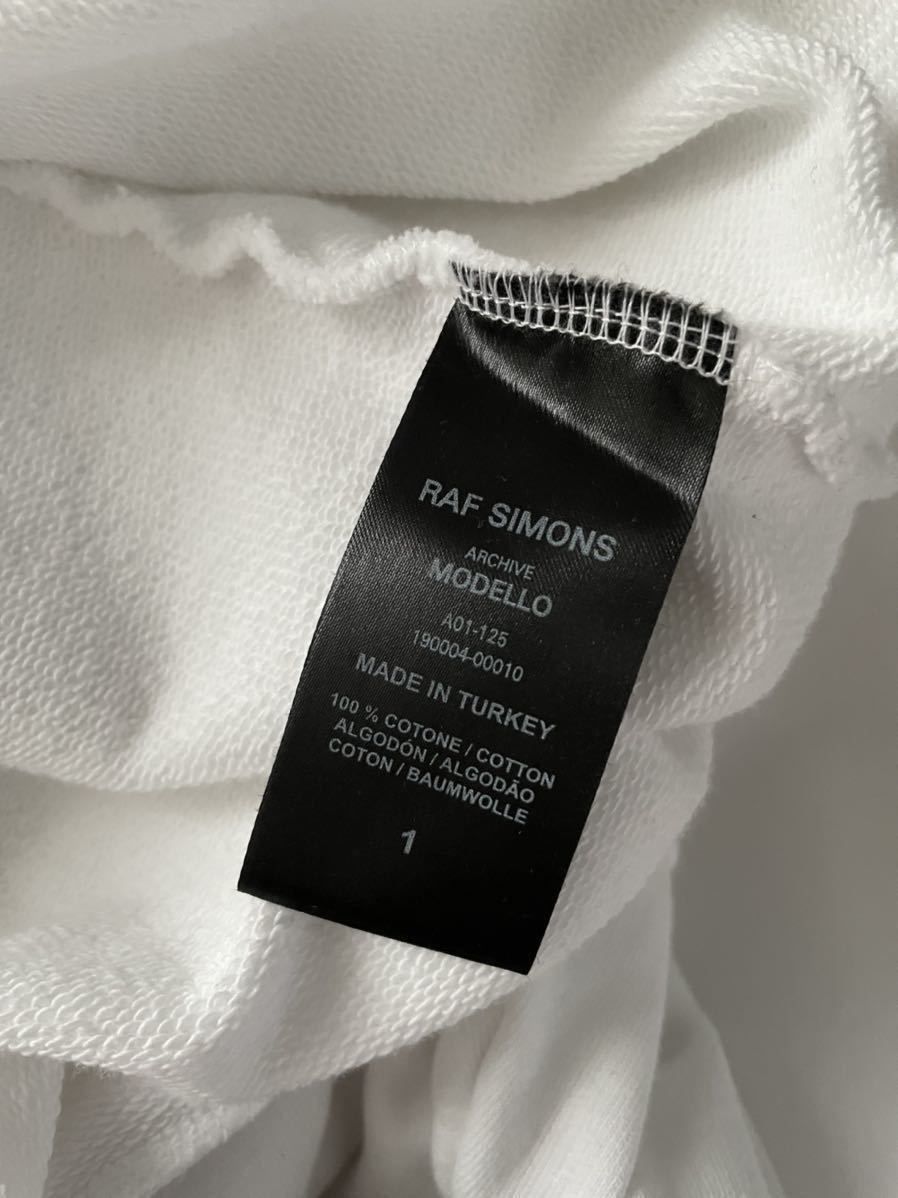 RAF SIMONS
ARCHIVE
MODELLO
A01-125
190004-00010
MADE IN TURKEY
100 % COTONE / COTTON
ALGODÓN / ALGODÃO
COTON / BAUMWOLLE
1